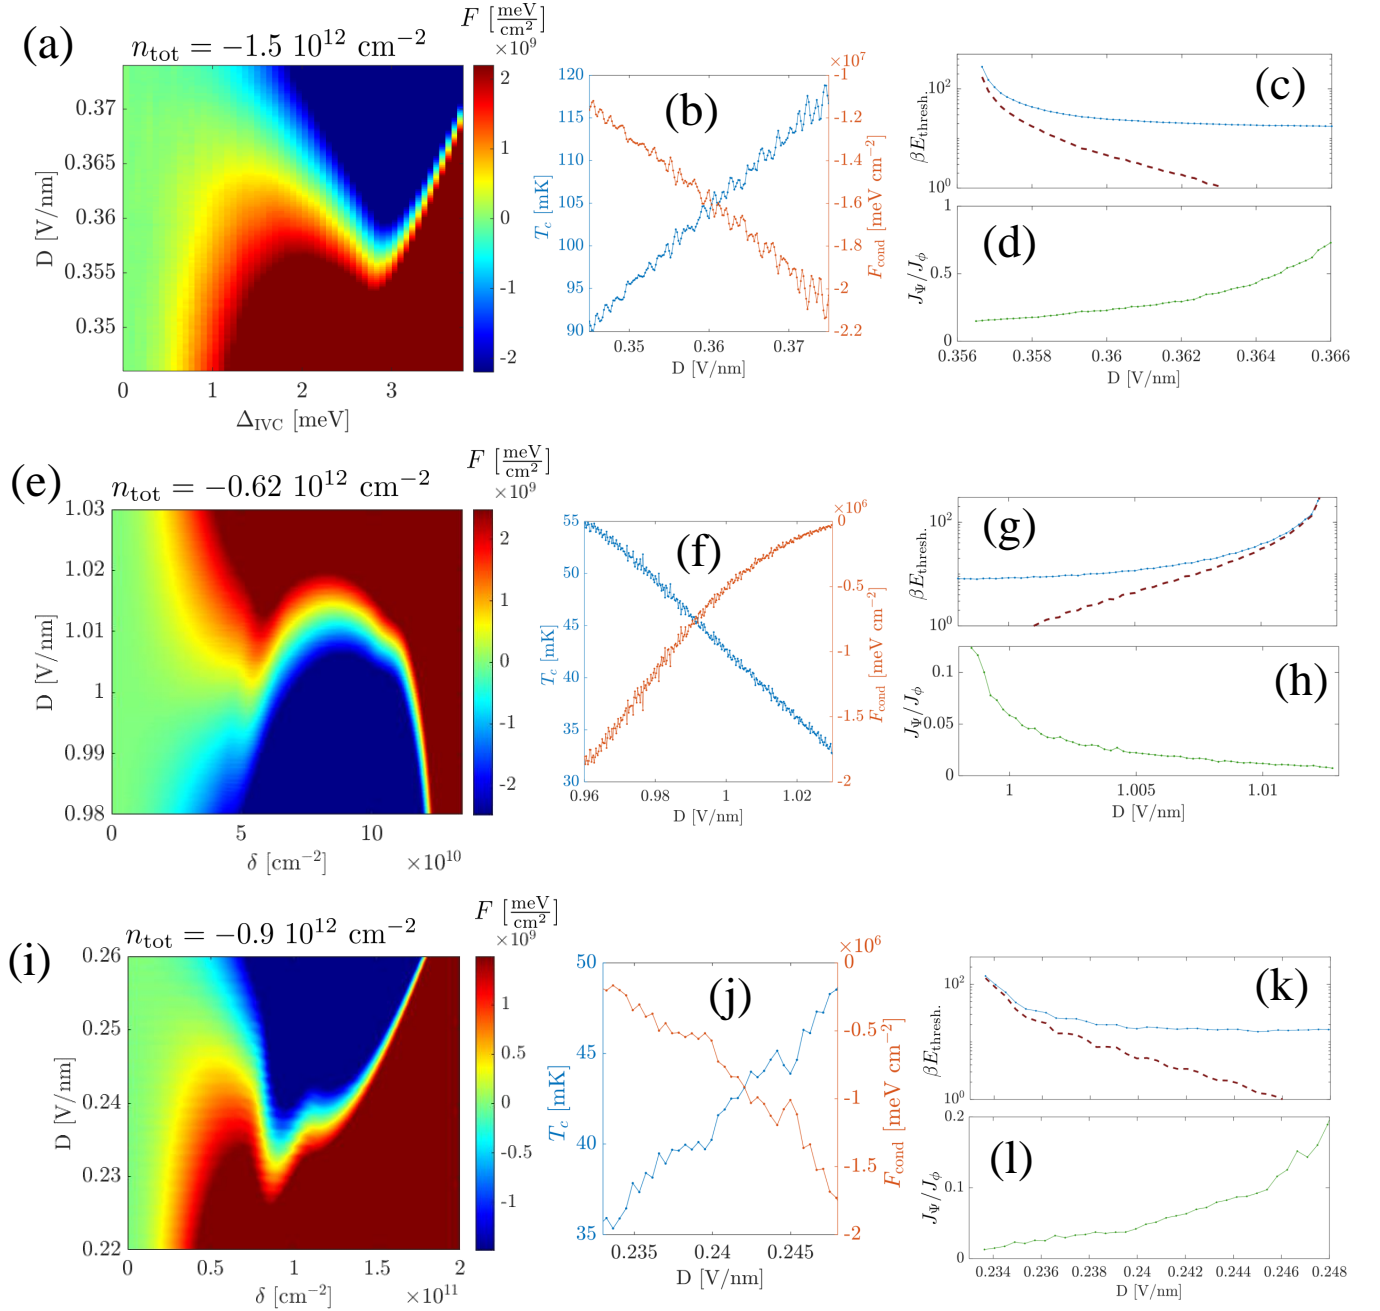 (a)
n_tot = −1.5 10^12 cm^−2
F [meV/cm^2]
×10^9
D [V/nm]
0.37
0.365
0.36
0.355
0.35
0 1 2 3
Δ_IVC [meV]
2
1
0
-1
-2
(b)
×10^7
T_c [mK]
120
115
110
105
100
95
90
F_cond [meV cm^−2]
-1
-1.2
-1.4
-1.6
-1.8
-2
-2.2
0.35 0.36 0.37
D [V/nm]
(c)
βE_thresh.
10^2
10^0
(d)
J_Ψ/J_ϕ
1
0.5
0
0.356 0.358 0.36 0.362 0.364 0.366
D [V/nm]
(e)
n_tot = −0.62 10^12 cm^−2
F [meV/cm^2]
×10^9
D [V/nm]
1.03
1.02
1.01
1
0.99
0.98
0 5 10
δ [cm^−2]
×10^10
2
1
0
-1
-2
(f)
×10^6
T_c [mK]
55
50
45
40
35
30
F_cond [meV cm^−2]
0
-0.5
-1
-1.5
-2
0.96 0.98 1 1.02
D [V/nm]
(g)
βE_thresh.
10^2
10^0
(h)
J_Ψ/J_ϕ
0.1
0.05
0
1 1.005 1.01
D [V/nm]
(i)
n_tot = −0.9 10^12 cm^−2
F [meV/cm^2]
×10^9
D [V/nm]
0.26
0.25
0.24
0.23
0.22
0 0.5 1 1.5 2
δ [cm^−2]
×10^11
1
0.5
0
-0.5
-1
(j)
×10^6
T_c [mK]
50
45
40
35
F_cond [meV cm^−2]
0
-0.5
-1
-1.5
-2
0.235 0.24 0.245
D [V/nm]
(k)
βE_thresh.
10^2
10^0
(l)
J_Ψ/J_ϕ
0.2
0.1
0
0.234 0.236 0.238 0.24 0.242 0.244 0.246 0.248
D [V/nm]